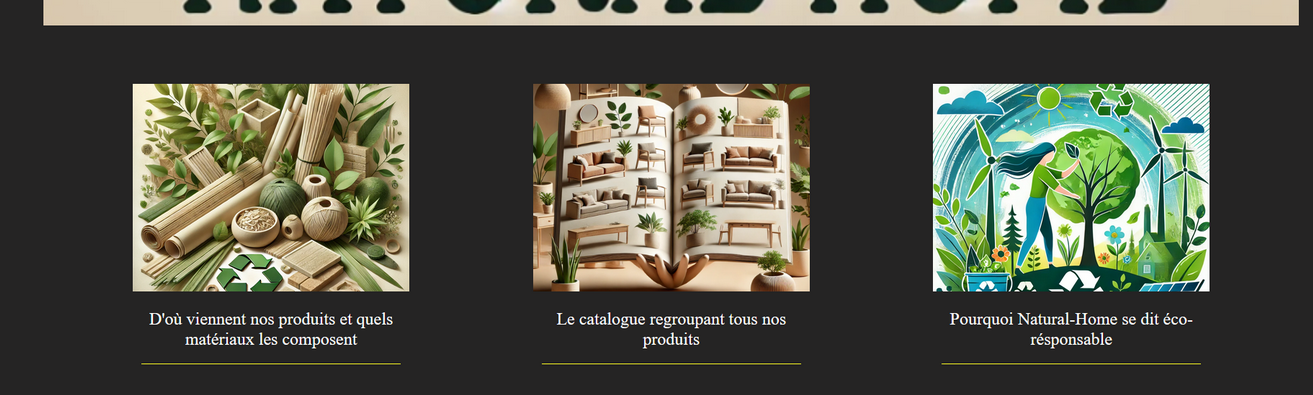 D'où viennent nos produits et quels
matériaux les composent
Le catalogue regroupant tous nos
produits
Pourquoi Natural-Home se dit éco-
résponsable